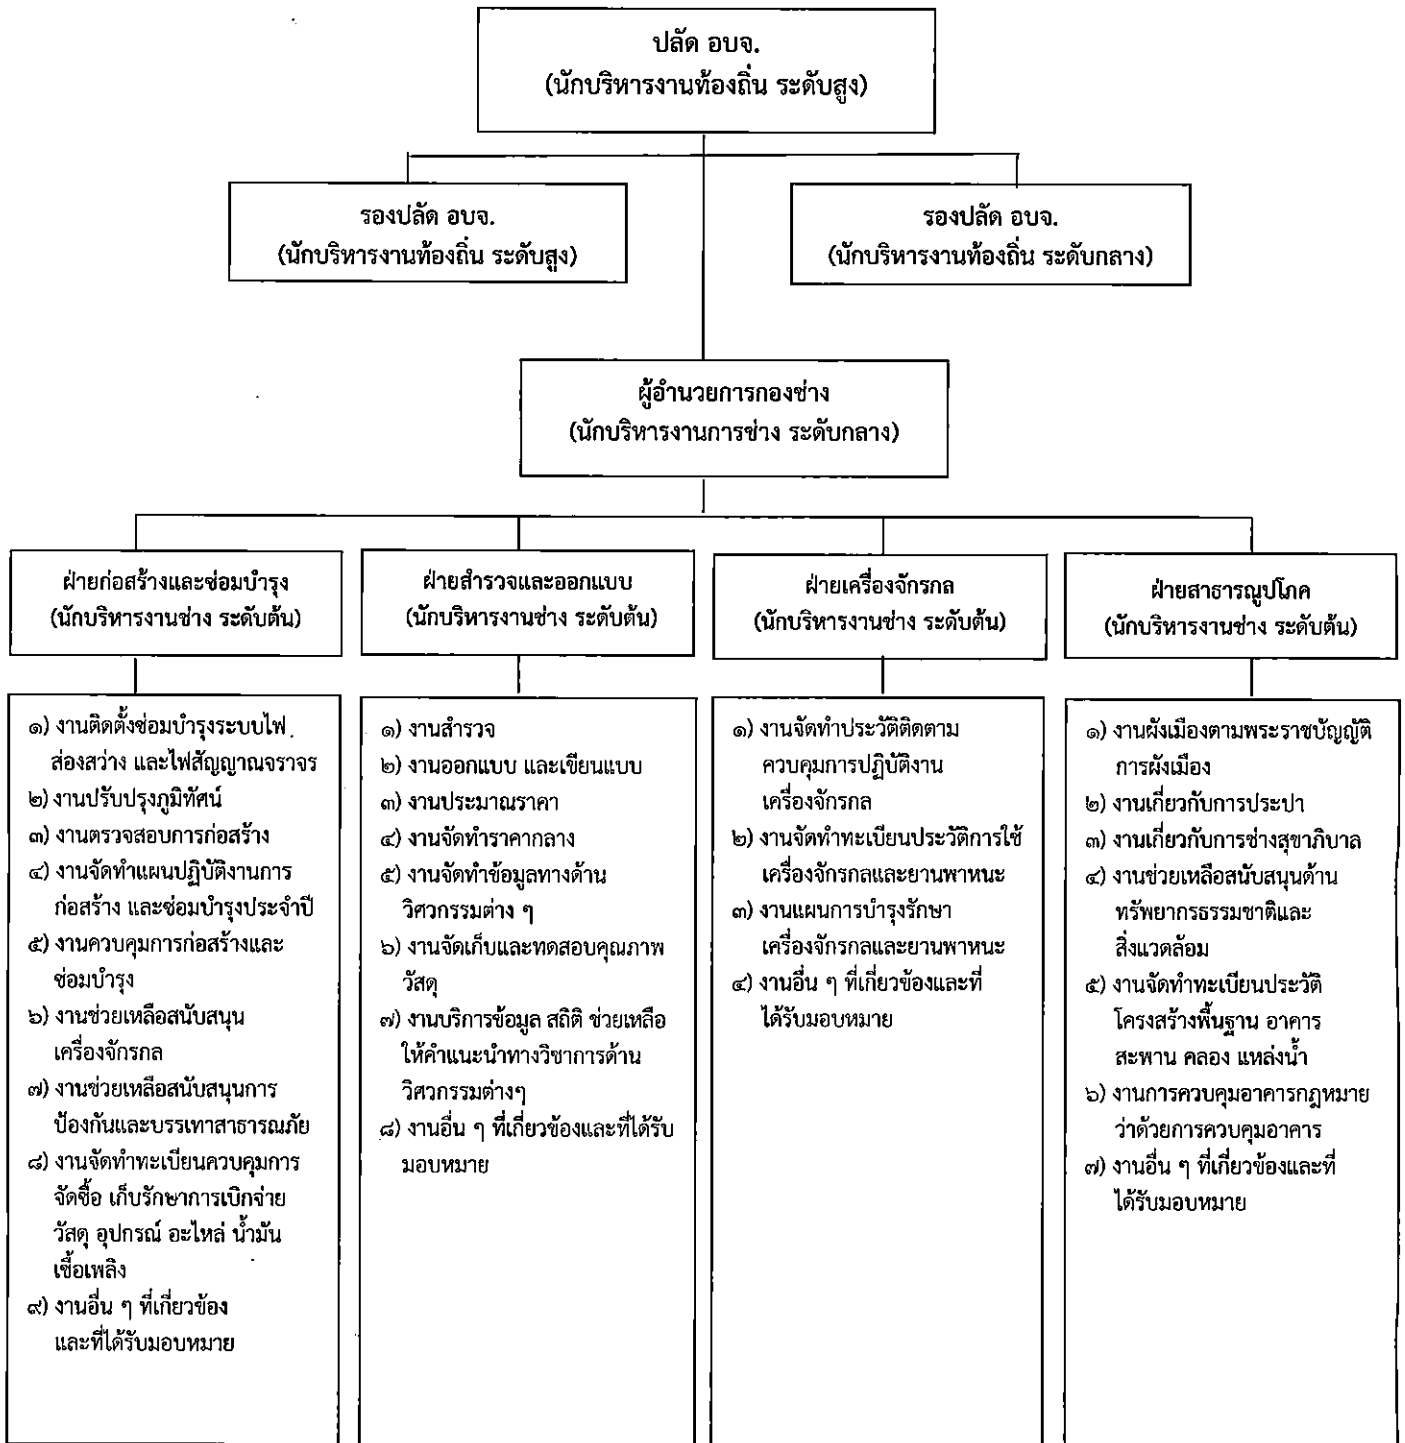 ปลัด อบจ.
(นักบริหารงานท้องถิ่น ระดับสูง)
รองปลัด อบจ.
(นักบริหารงานท้องถิ่น ระดับสูง)
รองปลัด อบจ.
(นักบริหารงานท้องถิ่น ระดับกลาง)
ผู้อำนวยการกองช่าง
(นักบริหารงานการช่าง ระดับกลาง)
ฝ่ายก่อสร้างและซ่อมบำรุง
(นักบริหารงานช่าง ระดับต้น)
ฝ่ายสำรวจและออกแบบ
(นักบริหารงานช่าง ระดับต้น)
ฝ่ายเครื่องจักรกล
(นักบริหารงานช่าง ระดับต้น)
ฝ่ายสาธารณูปโภค
(นักบริหารงานช่าง ระดับต้น)
๑) งานติดตั้งซ่อมบำรุงระบบไฟ
ส่องสว่าง และไฟสัญญาณจราจร
๒) งานปรับปรุงภูมิทัศน์
๓) งานตรวจสอบการก่อสร้าง
๔) งานจัดทำแผนปฏิบัติงานการ
ก่อสร้าง และซ่อมบำรุงประจำปี
๕) งานควบคุมการก่อสร้างและ
ซ่อมบำรุง
๖) งานช่วยเหลือสนับสนุน
เครื่องจักรกล
๗) งานช่วยเหลือสนับสนุนการ
ป้องกันและบรรเทาสาธารณภัย
๘) งานจัดทำทะเบียนควบคุมการ
จัดซื้อ เก็บรักษาการเบิกจ่าย
วัสดุ อุปกรณ์ อะไหล่ น้ำมัน
เชื้อเพลิง
๙) งานอื่น ๆ ที่เกี่ยวข้อง
และที่ได้รับมอบหมาย
๑) งานสำรวจ
๒) งานออกแบบ และเขียนแบบ
๓) งานประมาณราคา
๔) งานจัดทำราคากลาง
๕) งานจัดทำข้อมูลทางด้าน
วิศวกรรมต่าง ๆ
๖) งานจัดเก็บและทดสอบคุณภาพ
วัสดุ
๗) งานบริการข้อมูล สถิติ ช่วยเหลือ
ให้คำแนะนำทางวิชาการด้าน
วิศวกรรมต่างๆ
๘) งานอื่น ๆ ที่เกี่ยวข้องและที่ได้รับ
มอบหมาย
๑) งานจัดทำประวัติติดตาม
ควบคุมการปฏิบัติงาน
เครื่องจักรกล
๒) งานจัดทำทะเบียนประวัติการใช้
เครื่องจักรกลและยานพาหนะ
๓) งานแผนการบำรุงรักษา
เครื่องจักรกลและยานพาหนะ
๔) งานอื่น ๆ ที่เกี่ยวข้องและที่
ได้รับมอบหมาย
๑) งานผังเมืองตามพระราชบัญญัติ
การผังเมือง
๒) งานเกี่ยวกับการประปา
๓) งานเกี่ยวกับการช่างสุขาภิบาล
๔) งานช่วยเหลือสนับสนุนด้าน
ทรัพยากรธรรมชาติและ
สิ่งแวดล้อม
๕) งานจัดทำทะเบียนประวัติ
โครงสร้างพื้นฐาน อาคาร
สะพาน คลอง แหล่งน้ำ
๖) งานการควบคุมอาคารกฎหมาย
ว่าด้วยการควบคุมอาคาร
๗) งานอื่น ๆ ที่เกี่ยวข้องและที่
ได้รับมอบหมาย